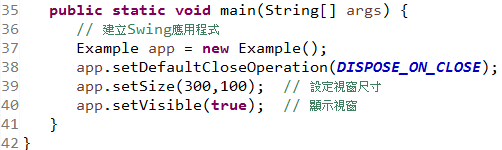 35 public static void main(String[] args) {
36 // 建立Swing應用程式
37 Example app = new Example();
38 app.setDefaultCloseOperation(DISPOSE_ON_CLOSE);
39 app.setSize(300,100);  // 設定視窗尺寸
40 app.setVisible(true);  // 顯示視窗
41 }
42 }